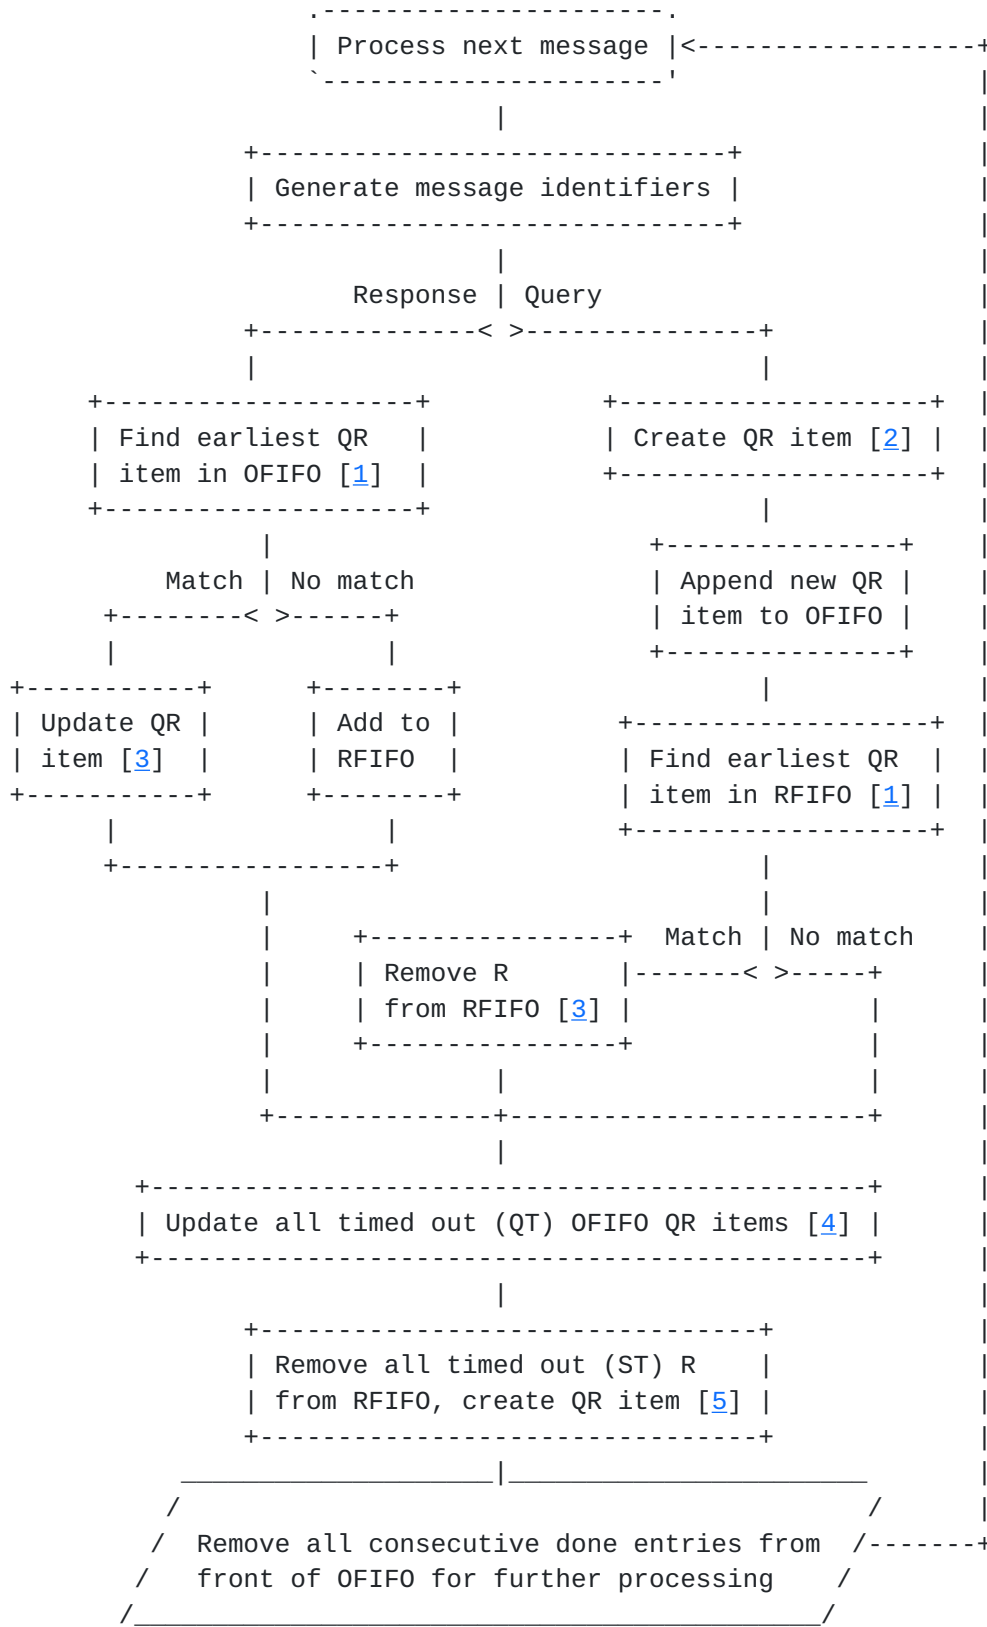 Process next message
Generate message identifiers
Response | Query
Find earliest QR
item in OFIFO [1]
Create QR item [2]
Match | No match
Append new QR
item to OFIFO
Update QR
item [3]
Add to
RFIFO
Find earliest QR
item in RFIFO [1]
Match | No match
Remove R
from RFIFO [3]
Update all timed out (QT) OFIFO QR items [4]
Remove all timed out (ST) R
from RFIFO, create QR item [5]
Remove all consecutive done entries from
front of OFIFO for further processing